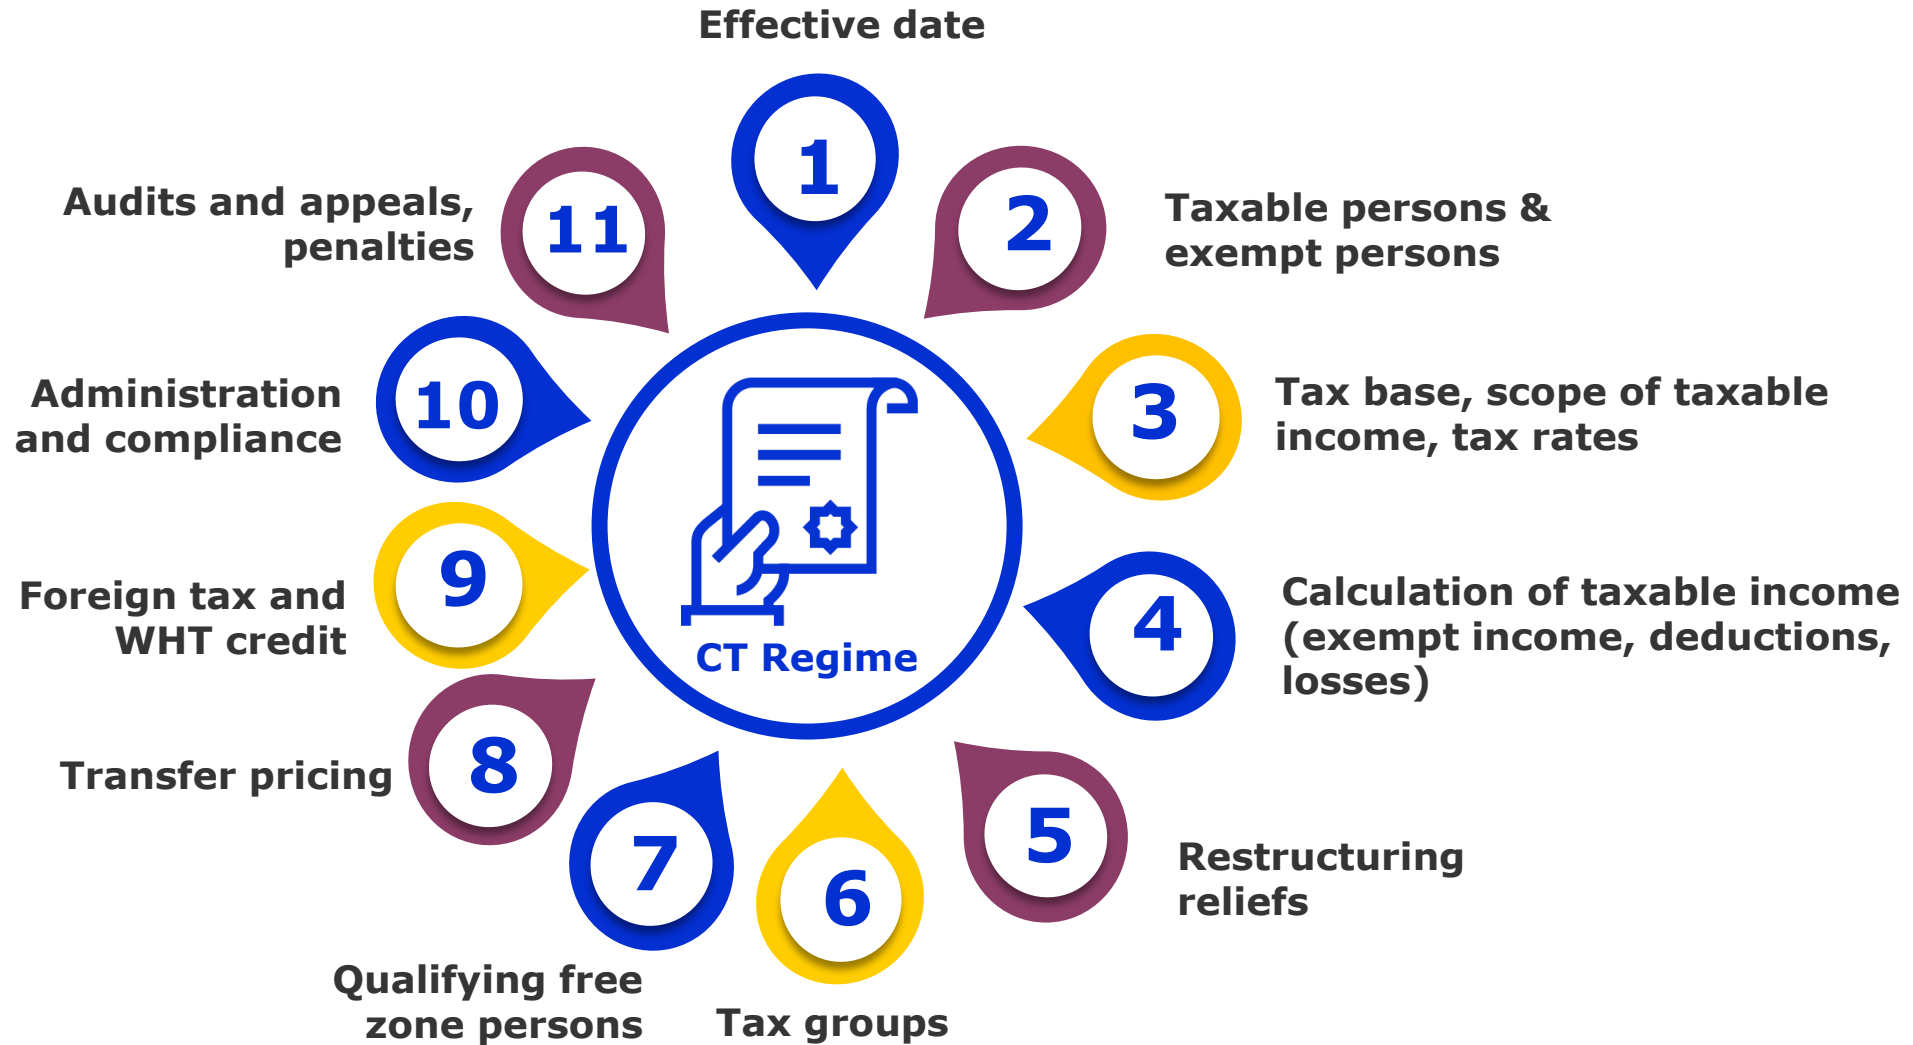 Effective date
1
2
Taxable persons &
exempt persons
3
Tax base, scope of taxable
income, tax rates
4
Calculation of taxable income
(exempt income, deductions,
losses)
5
Restructuring
reliefs
6
Tax groups
7
Qualifying free
zone persons
8
Transfer pricing
9
Foreign tax and
WHT credit
10
Administration
and compliance
11
Audits and appeals,
penalties
CT Regime